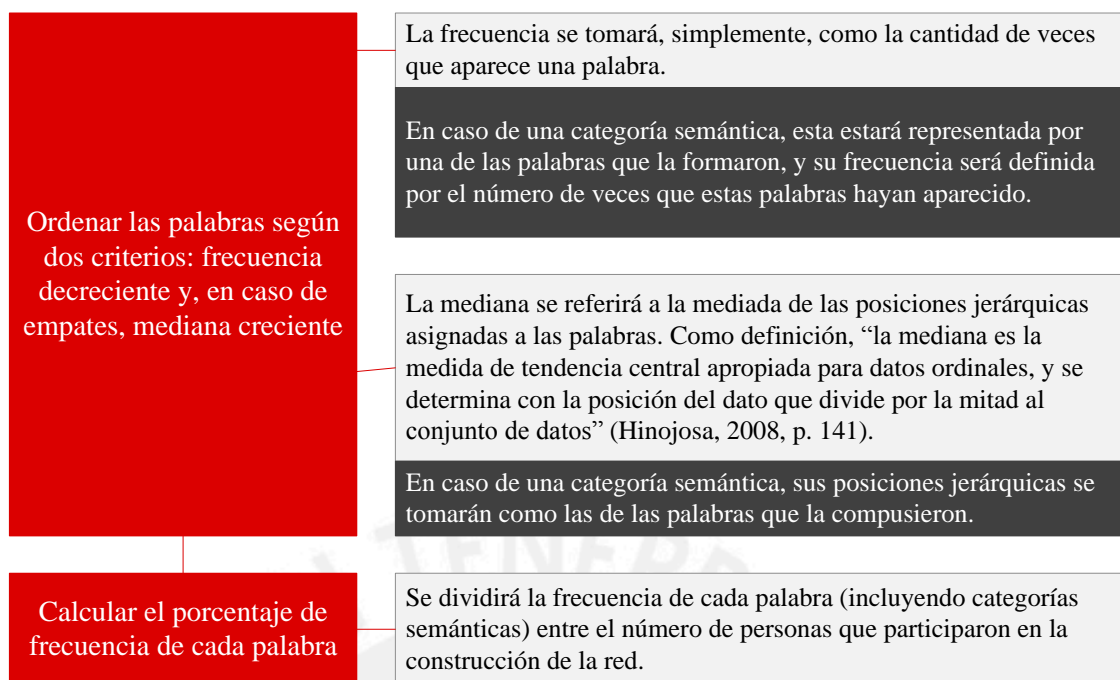 La frecuencia se tomará, simplemente, como la cantidad de veces
que aparece una palabra.
En caso de una categoría semántica, esta estará representada por
una de las palabras que la formaron, y su frecuencia será definida
por el número de veces que estas palabras hayan aparecido.
Ordenar las palabras según
dos criterios: frecuencia
decreciente y, en caso de
empates, mediana creciente
La mediana se referirá a la mediada de las posiciones jerárquicas
asignadas a las palabras. Como definición, “la mediana es la
medida de tendencia central apropiada para datos ordinales, y se
determina con la posición del dato que divide por la mitad al
conjunto de datos” (Hinojosa, 2008, p. 141).
En caso de una categoría semántica, sus posiciones jerárquicas se
tomarán como las de las palabras que la compusieron.
Calcular el porcentaje de
frecuencia de cada palabra
Se dividirá la frecuencia de cada palabra (incluyendo categorías
semánticas) entre el número de personas que participaron en la
construcción de la red.